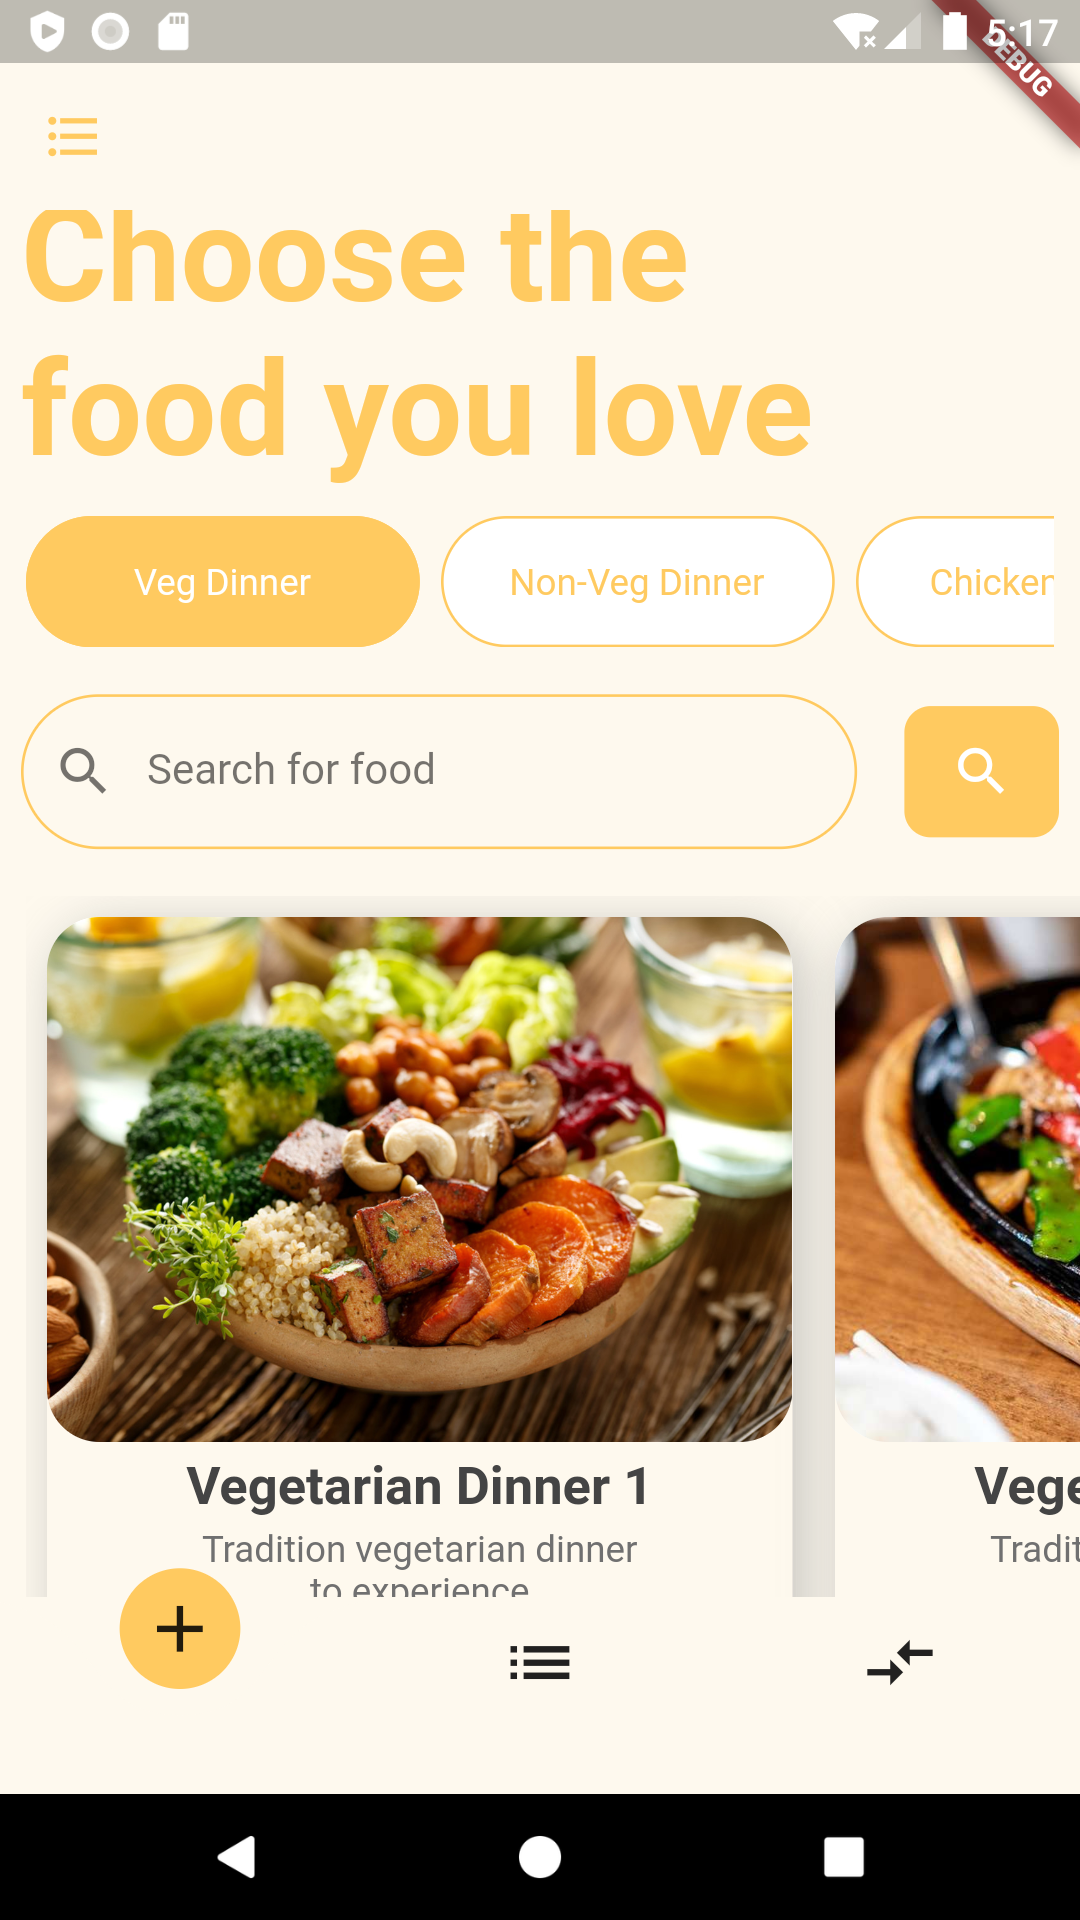 5:17
DEBUG
Choose the
food you love
Veg Dinner
Non-Veg Dinner
Chicken
Search for food
Vegetarian Dinner 1
Vege
Tradition vegetarian dinner
Tradit
to experience